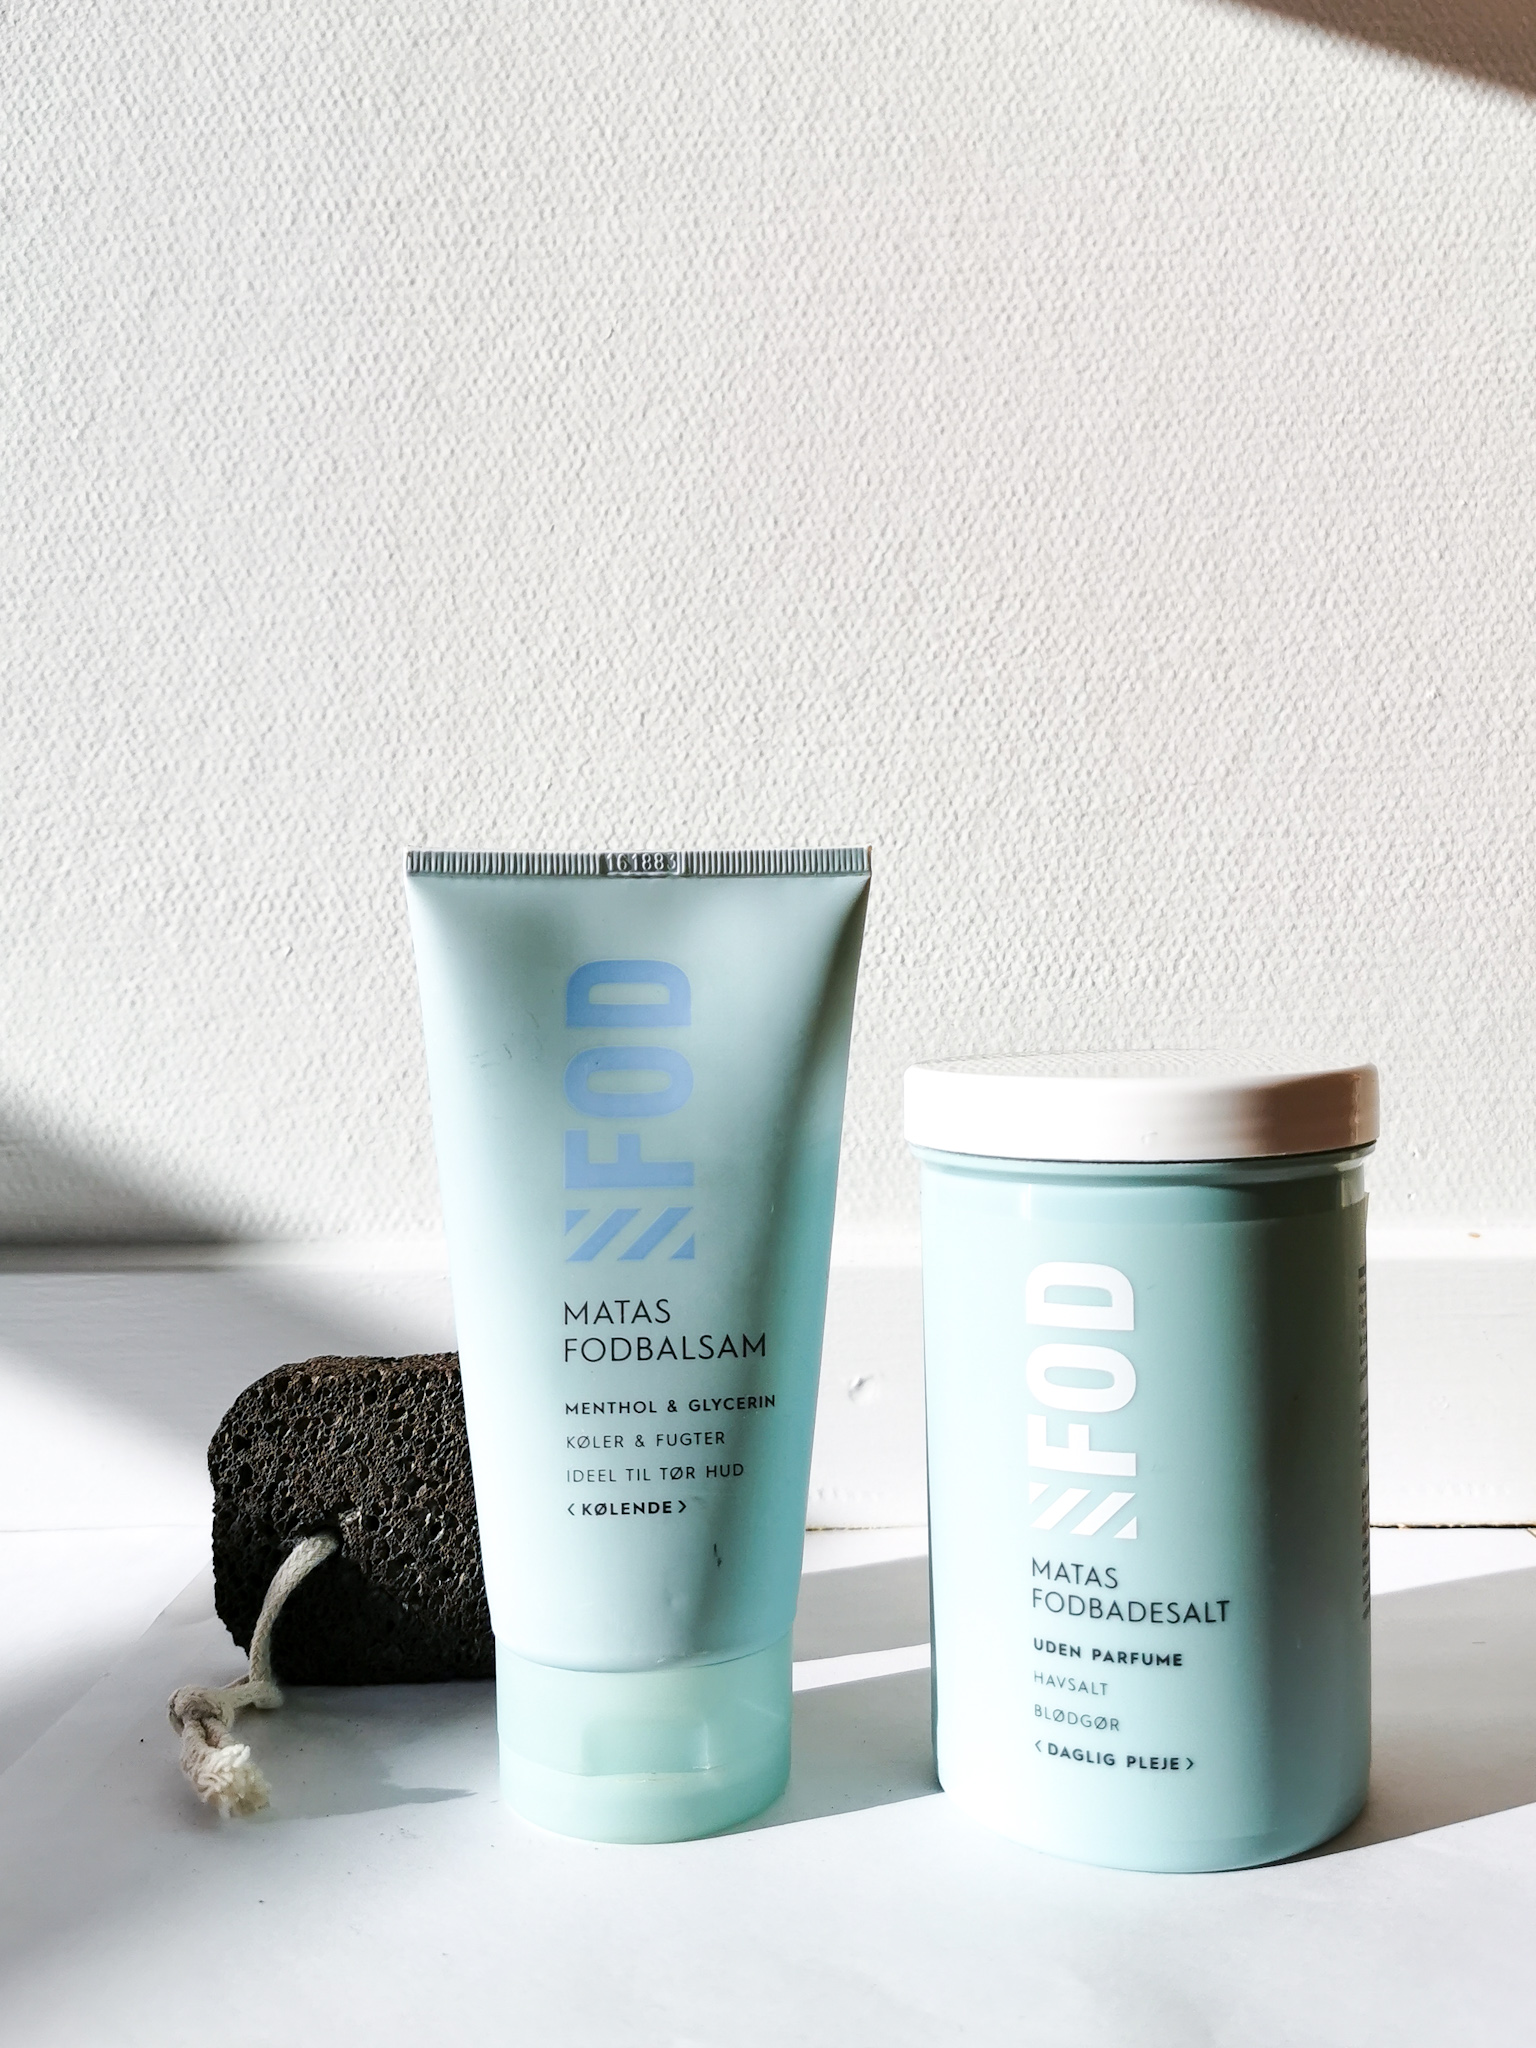 161883
FOD
MATAS
FODBALSAM
MENTHOL & GLYCERIN
KØLER & FUGTER
IDEEL TIL TØR HUD
<KØLENDE>
FOD
MATAS
FODBADESALT
UDEN PARFUME
HAVSALT
BLØDGØR
<DAGLIG PLEJE>